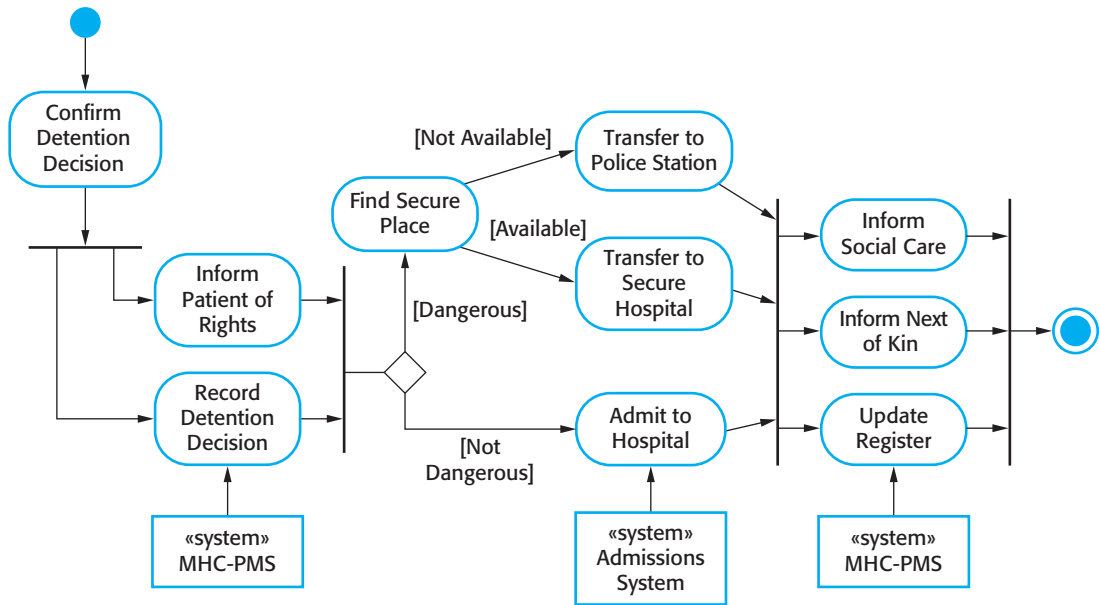 Confirm
Detention
Decision
Inform
Patient of
Rights
Record
Detention
Decision
«system»
MHC-PMS
Find Secure
Place
[Dangerous]
[Not
Dangerous]
[Not Available]
[Available]
Transfer to
Police Station
Transfer to
Secure
Hospital
Admit to
Hospital
«system»
Admissions
System
Inform
Social Care
Inform Next
of Kin
Update
Register
«system»
MHC-PMS